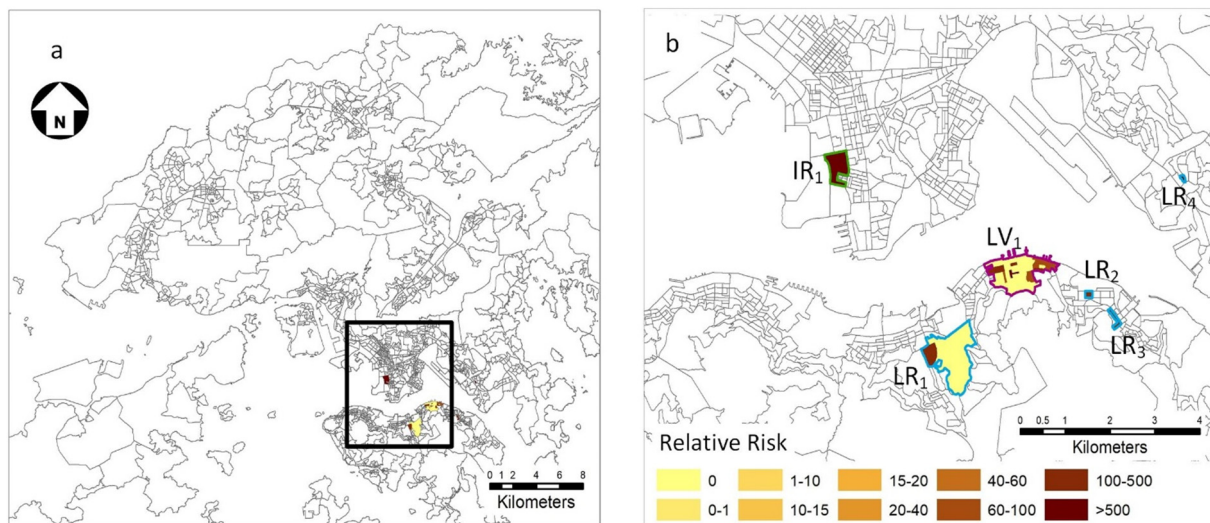 a
N
0 1 2 4 6 8
Kilometers
b
IR1
LR4
LV1
LR2
LR3
LR1
0 0.5 1 2 3 4
Kilometers
Relative Risk
0 1-10 15-20 40-60 100-500
0-1 10-15 20-40 60-100 >500